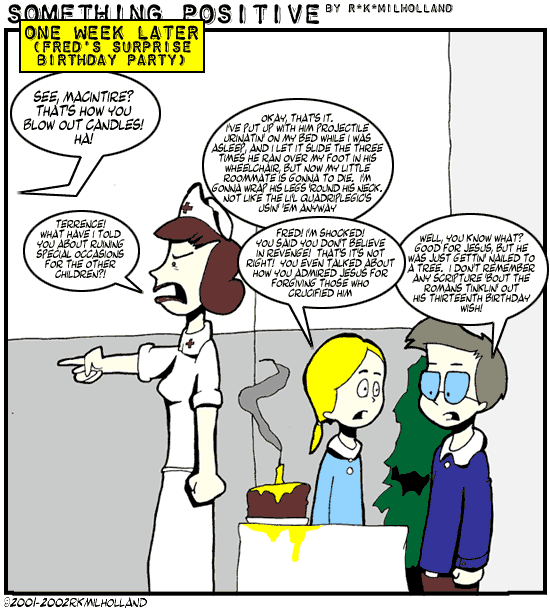 SOMETHING POSITIVE BY R*K*MILHOLLAND
ONE WEEK LATER
(FRED'S SURPRISE
BIRTHDAY PARTY)
SEE, MACINTIRE?
THAT'S HOW YOU
BLOW OUT CANDLES!
HA!
OKAY, THAT'S IT.
I'VE PUT UP WITH HIM PROJECTILE
URINATIN' ON MY BED WHILE I WAS
ASLEEP, AND I LET IT SLIDE THE THREE
TIMES HE RAN OVER MY FOOT IN HIS
WHEELCHAIR, BUT NOW MY LITTLE
ROOMMATE IS GONNA TO DIE. I'M
GONNA WRAP HIS LEGS 'ROUND HIS NECK.
NOT LIKE THE LI'L QUADRIPLEGIC'S
USIN' 'EM ANYWAY
TERRENCE!
WHAT HAVE I TOLD
YOU ABOUT RUINING
SPECIAL OCCASIONS
FOR THE OTHER
CHILDREN?!
FRED! I'M SHOCKED!
YOU SAID YOU DON'T BELIEVE
IN REVENGE! THAT'S IT'S NOT
RIGHT! YOU EVEN TALKED ABOUT
HOW YOU ADMIRED JESUS FOR
FORGIVING THOSE WHO
CRUCIFIED HIM
WELL, YOU KNOW WHAT?
GOOD FOR JESUS, BUT HE
WAS JUST GETTIN' NAILED TO
A TREE. I DON'T REMEMBER
ANY SCRIPTURE 'BOUT THE
ROMANS TINKLIN' OUT
HIS THIRTEENTH BIRTHDAY
WISH!
©2001-2002RKMILHOLLAND